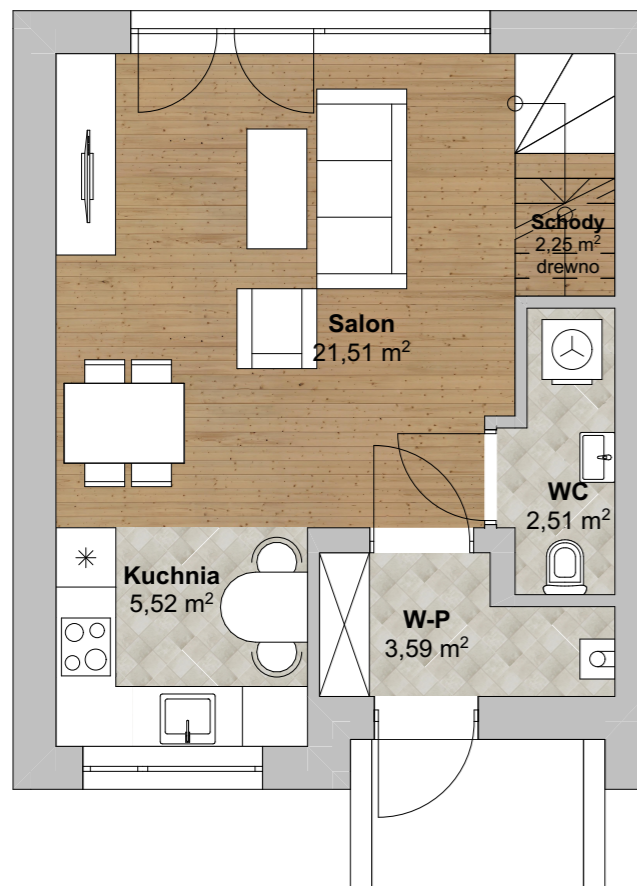 Schody
2,25 m²
drewno
Salon
21,51 m²
WC
2,51 m²
Kuchnia
5,52 m²
W-P
3,59 m²